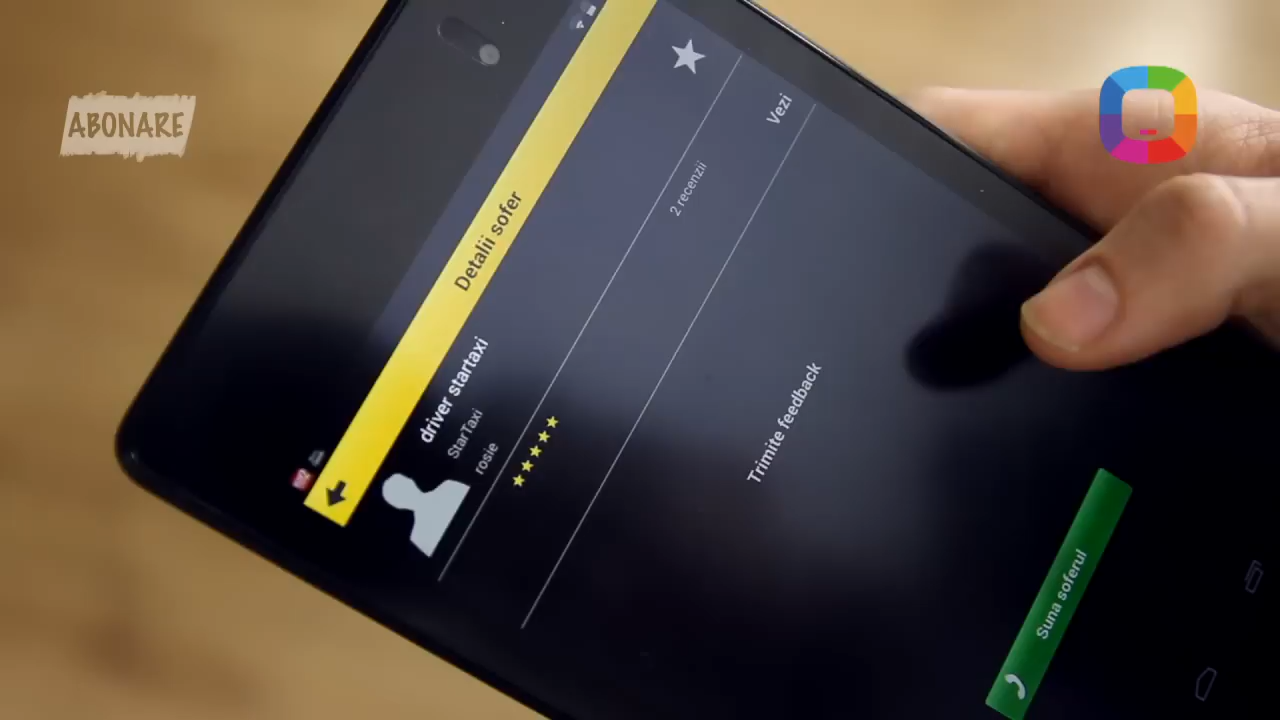 ABONARE
Detalii sofer
driver startaxi
StarTaxi
rosie
2 recenzii
Vezi
Trimite feedback
Suna soferul